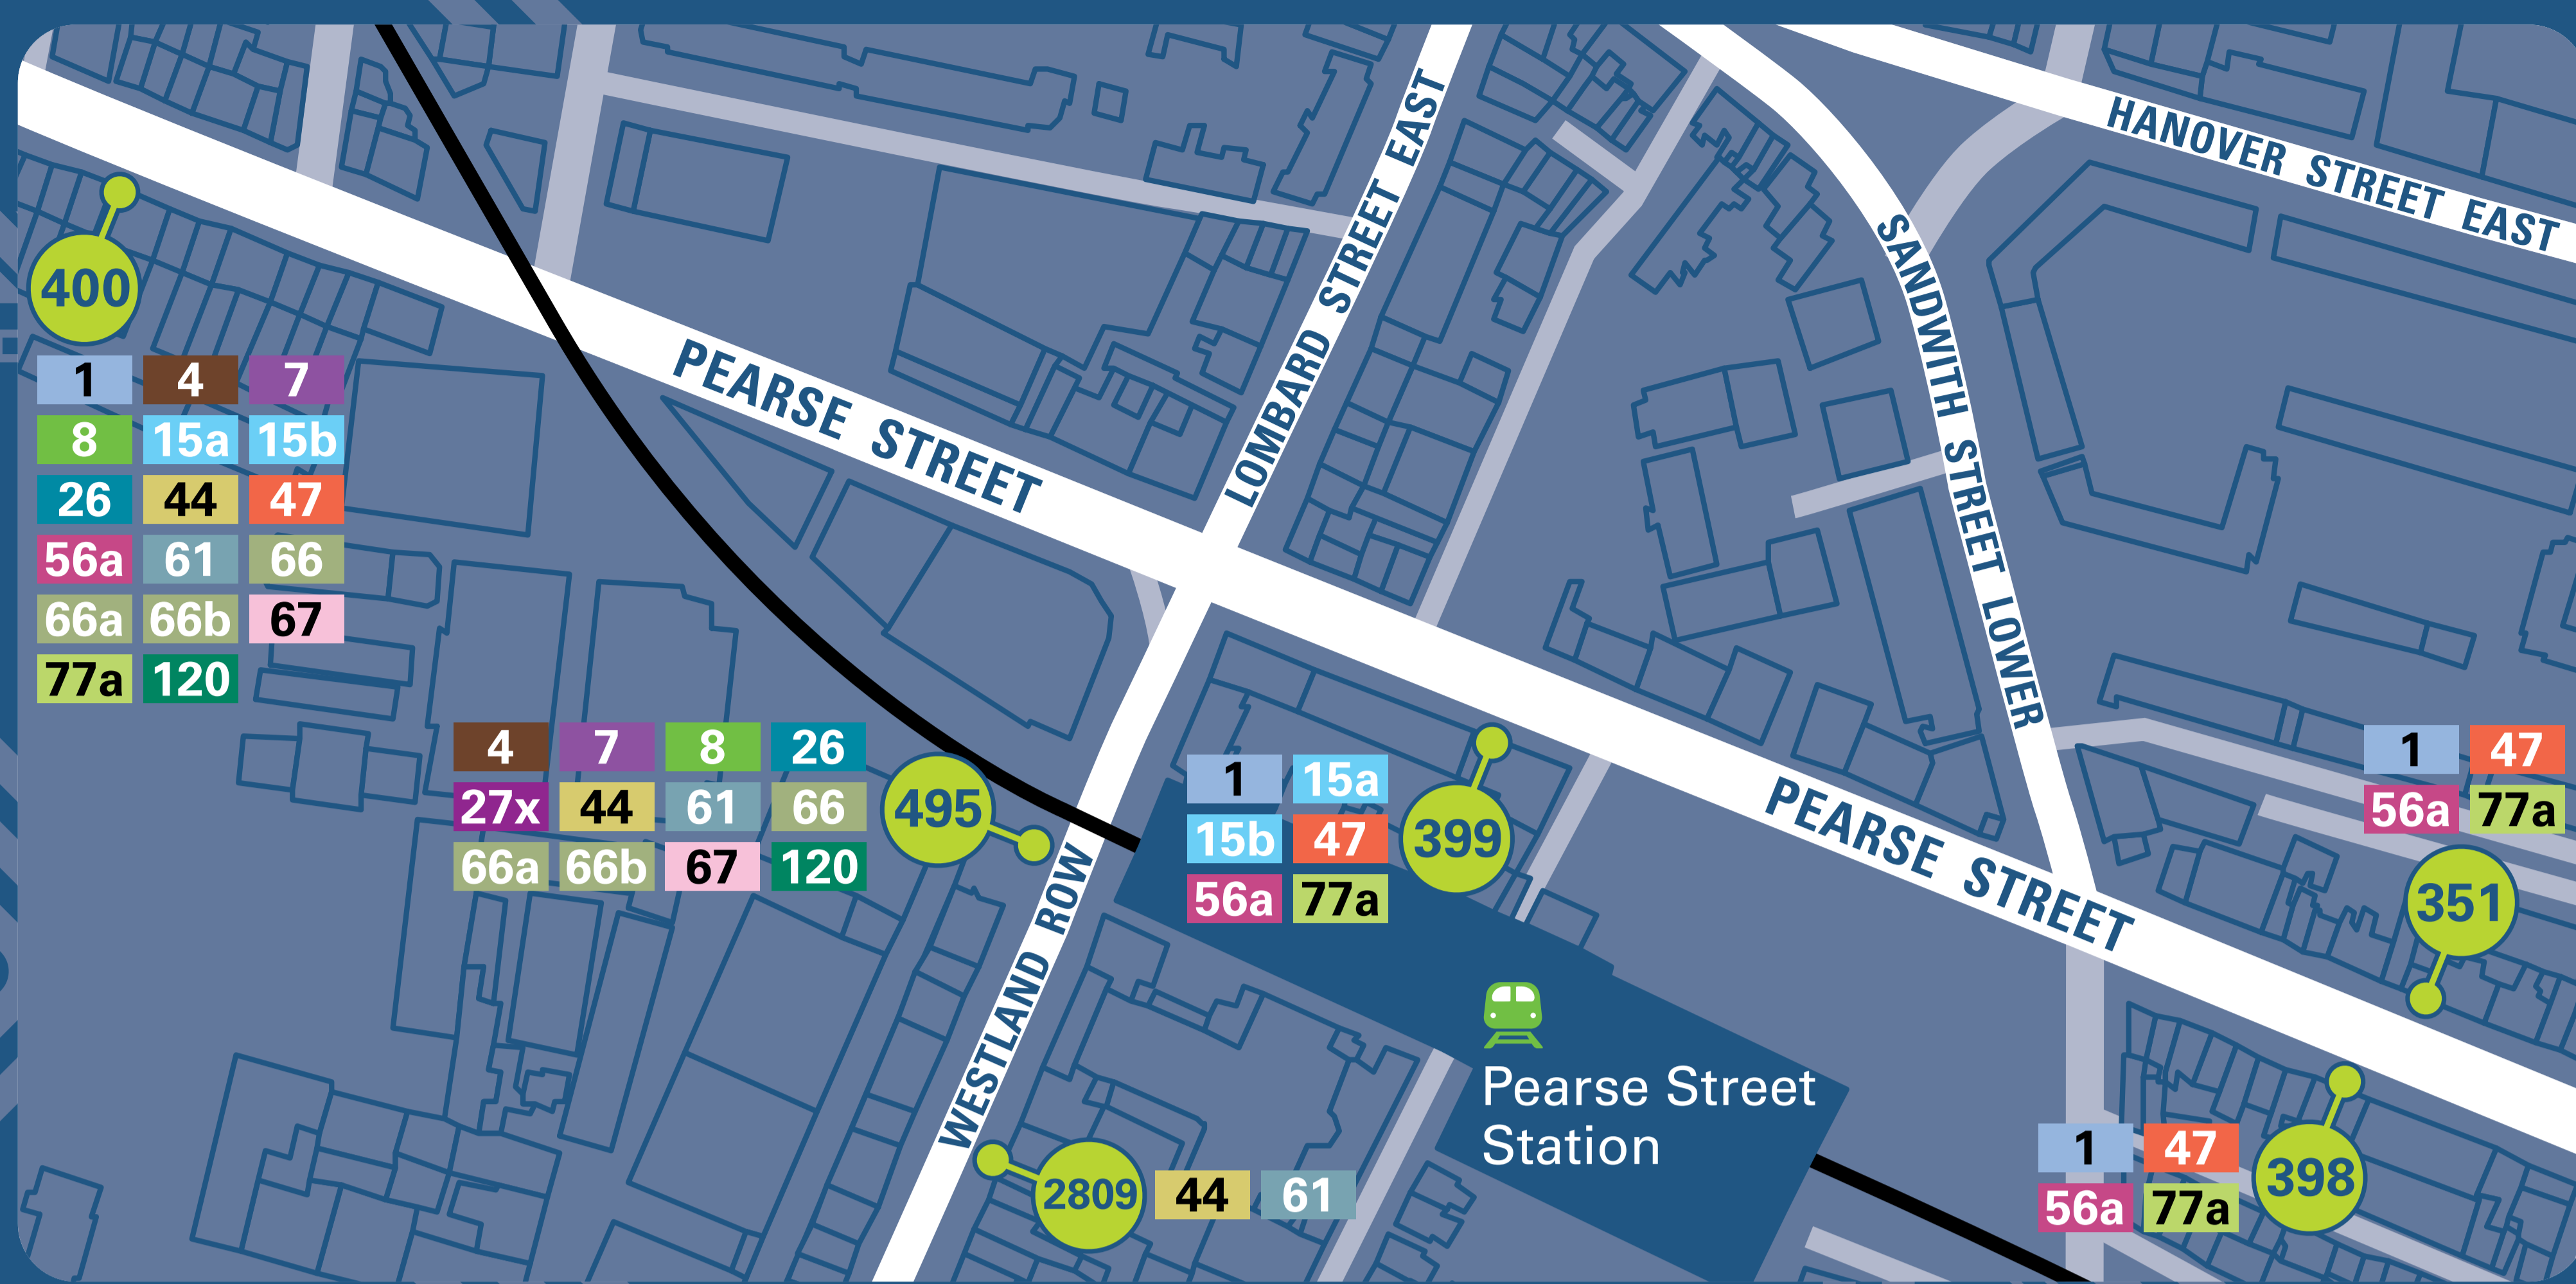 HANOVER STREET EAST
LOMBARD STREET EAST
SANDWITH STREET LOWER
400
1 4 7
8 15a 15b
26 44 47
56a 61 66
66a 66b 67
77a 120
PEARSE STREET
4 7 8 26
27x 44 61 66
66a 66b 67 120
495
1 15a
15b 47
56a 77a
399
PEARSE STREET
1 47
56a 77a
351
WESTLAND ROW
Pearse Street
Station
2809 44 61
1 47
56a 77a
398